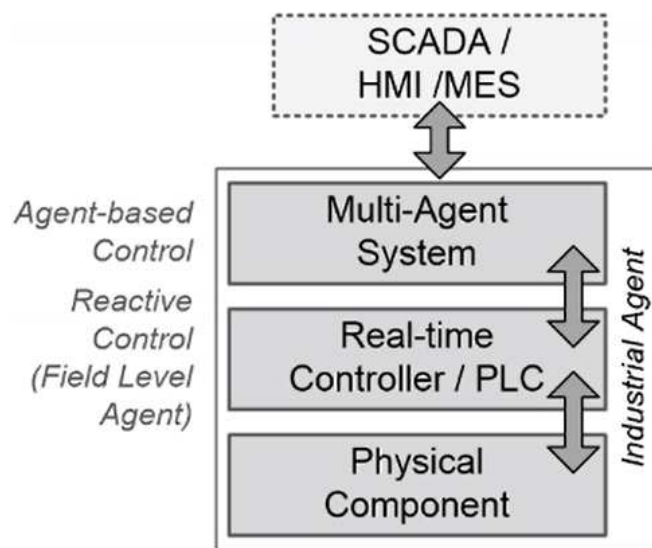 SCADA /
HMI /MES
Agent-based
Control
Multi-Agent
System
Reactive
Control
(Field Level
Agent)
Real-time
Controller / PLC
Physical
Component
Industrial Agent